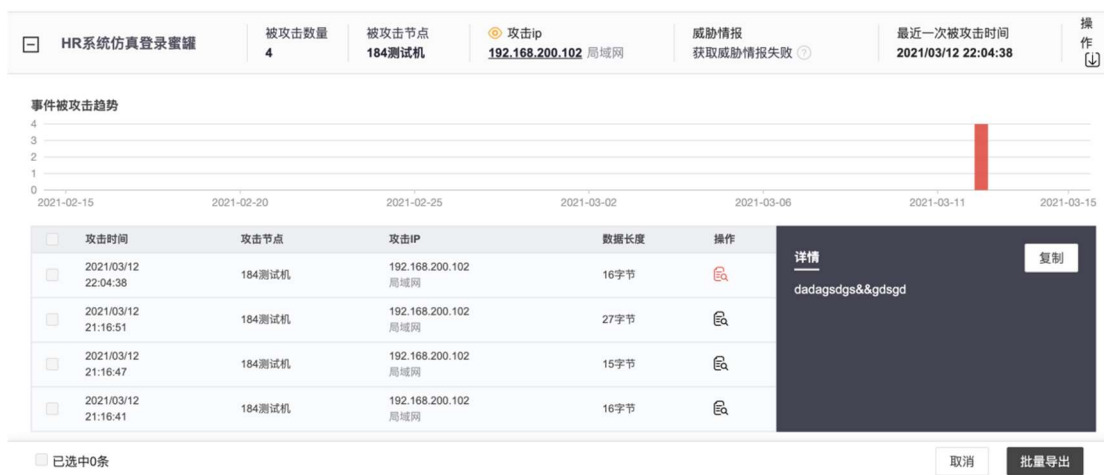 HR系统仿真登录蜜罐
被攻击数量
4
被攻击节点
184测试机
攻击ip
192.168.200.102 局域网
威胁情报
获取威胁情报失败 ?
最近一次被攻击时间
2021/03/12 22:04:38
操
作
事件被攻击趋势
4
3
2
1
0
2021-02-15 2021-02-20 2021-02-25 2021-03-02 2021-03-06 2021-03-11 2021-03-15
攻击时间 攻击节点 攻击IP 数据长度 操作
2021/03/12
22:04:38
184测试机
192.168.200.102
局域网
16字节
2021/03/12
21:16:51
184测试机
192.168.200.102
局域网
27字节
2021/03/12
21:16:47
184测试机
192.168.200.102
局域网
15字节
2021/03/12
21:16:41
184测试机
192.168.200.102
局域网
16字节
详情
复制
dadagsdgs&&gdsgd
已选中0条
取消
批量导出